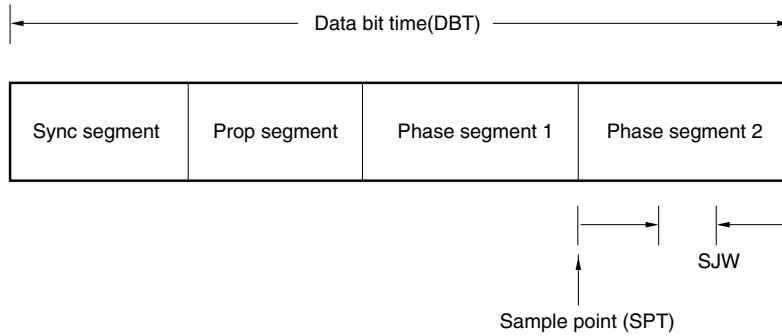 Data bit time(DBT)
Sync segment
Prop segment
Phase segment 1
Phase segment 2
SJW
Sample point (SPT)